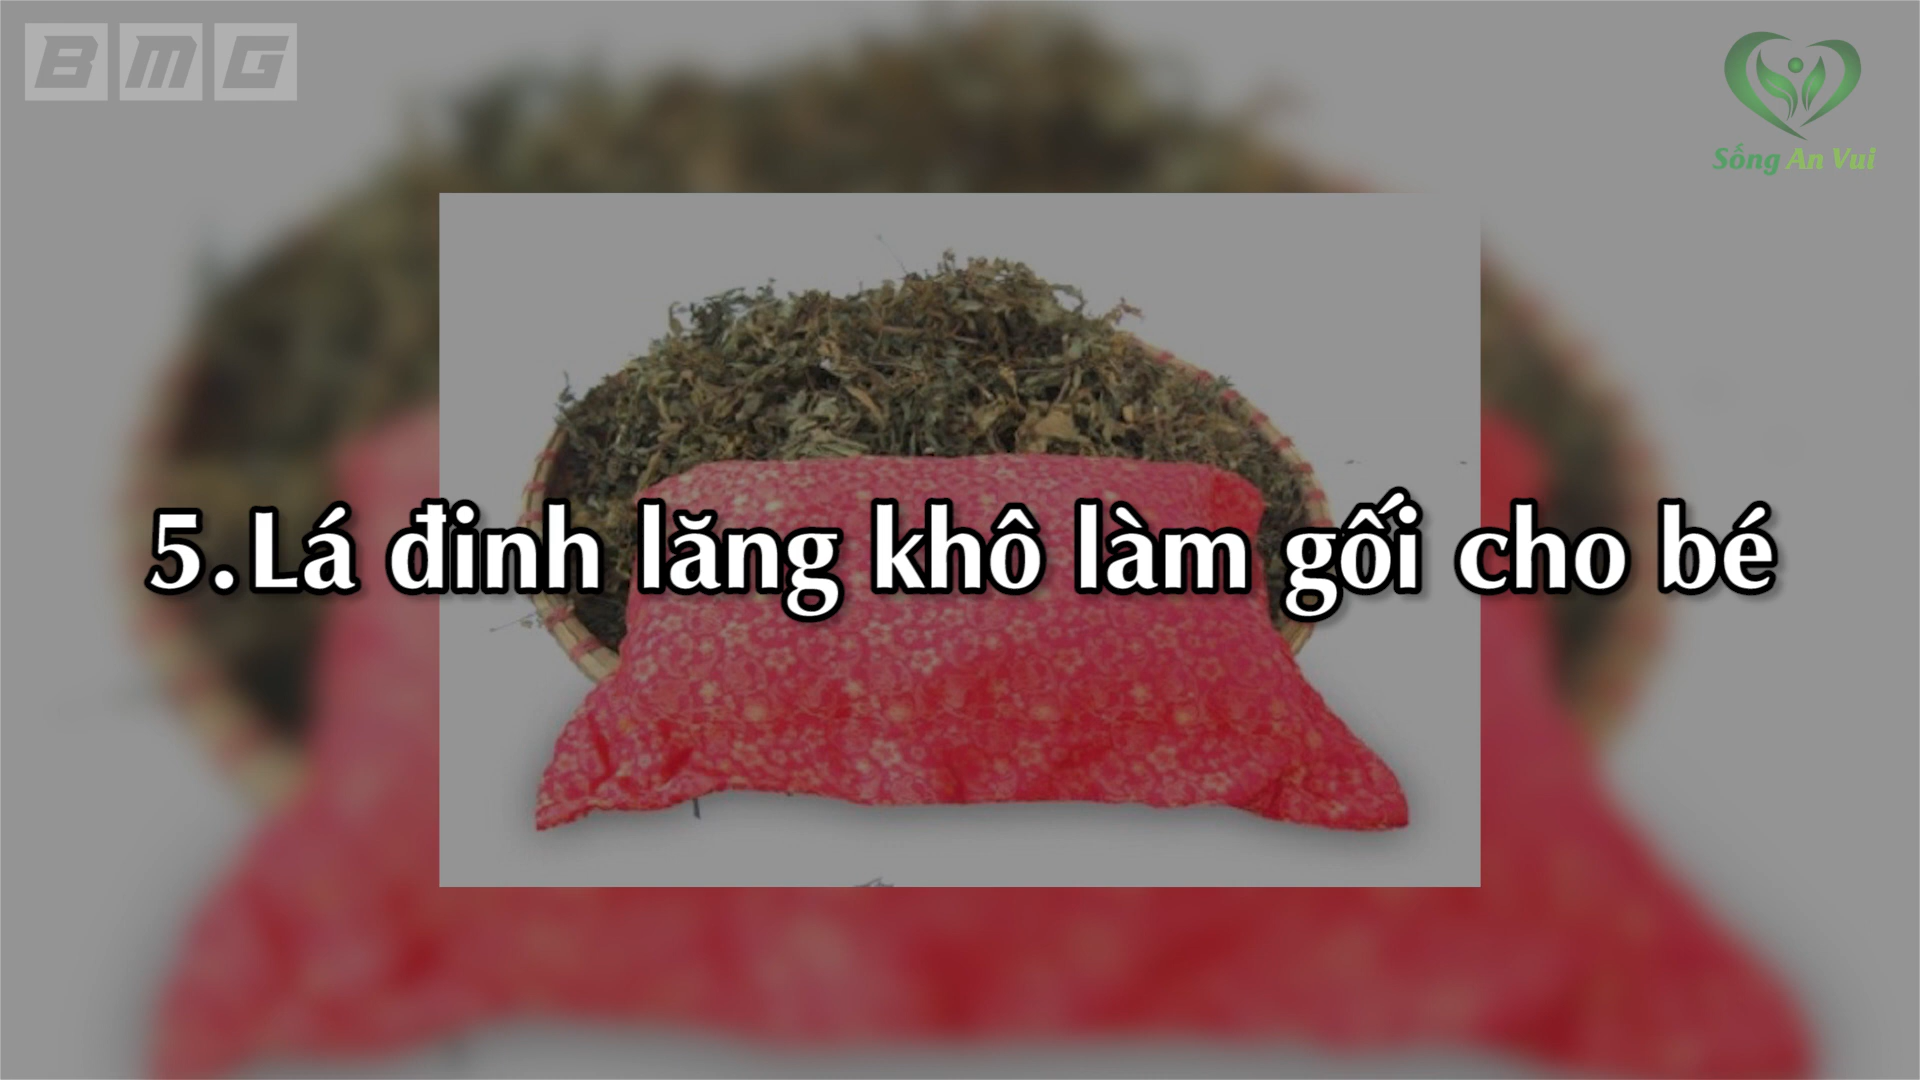 BMG
Sống An Vui
5.Lá đinh lăng khô làm gối cho bé